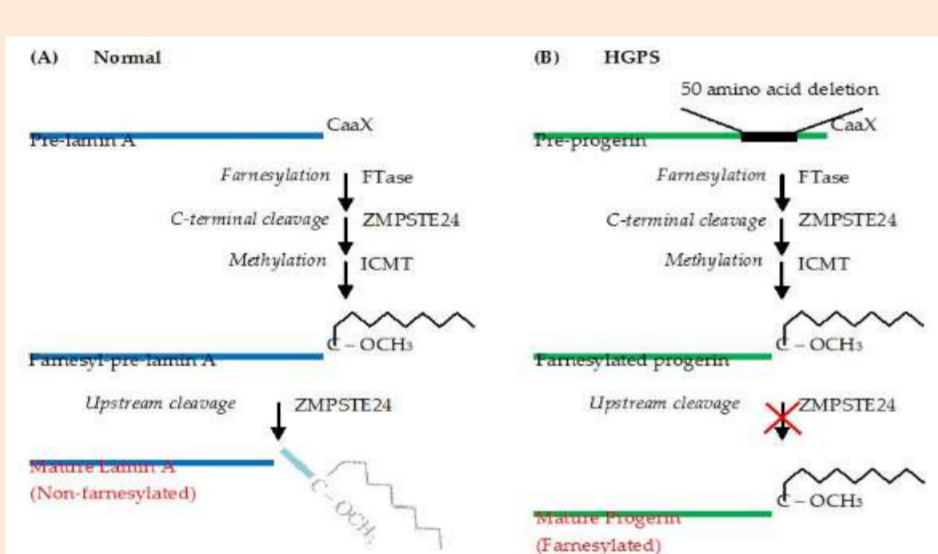 (A) Normal
Pre-lamin A
CaaX
Farnesylation FTase
C-terminal cleavage ZMPSTE24
Methylation ICMT
Farnesyl-pre-lamin A
C – OCH3
Upstream cleavage ZMPSTE24
Mature Lamin A
(Non-farnesylated)
C – OCH3
(B) HGPS
50 amino acid deletion
Pre-progerin
CaaX
Farnesylation FTase
C-terminal cleavage ZMPSTE24
Methylation ICMT
Farnesylated progerin
C – OCH3
Upstream cleavage ZMPSTE24
Mature Progerin
(Farnesylated)
C – OCH3